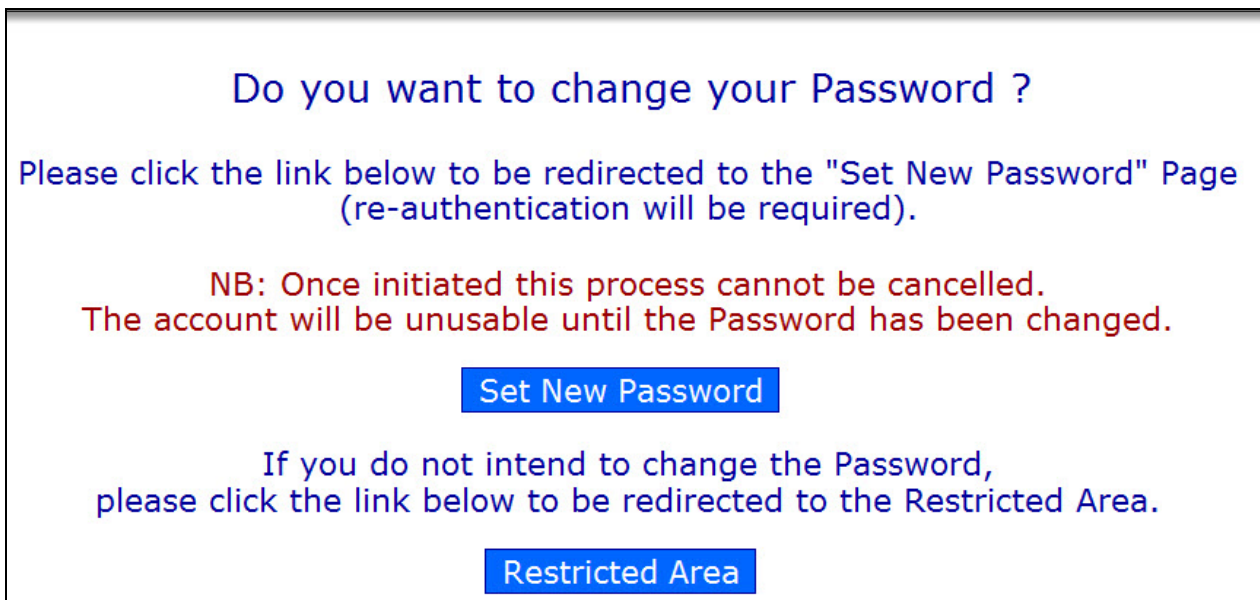 Do you want to change your Password ?
Please click the link below to be redirected to the "Set New Password" Page
(re-authentication will be required).
NB: Once initiated this process cannot be cancelled.
The account will be unusable until the Password has been changed.
Set New Password
If you do not intend to change the Password,
please click the link below to be redirected to the Restricted Area.
Restricted Area